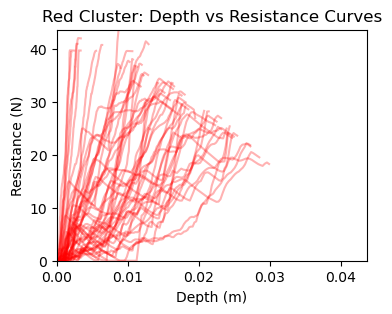 Red Cluster: Depth vs Resistance Curves
40
30
20
10
0
Resistance (N)
0.00 0.01 0.02 0.03 0.04
Depth (m)